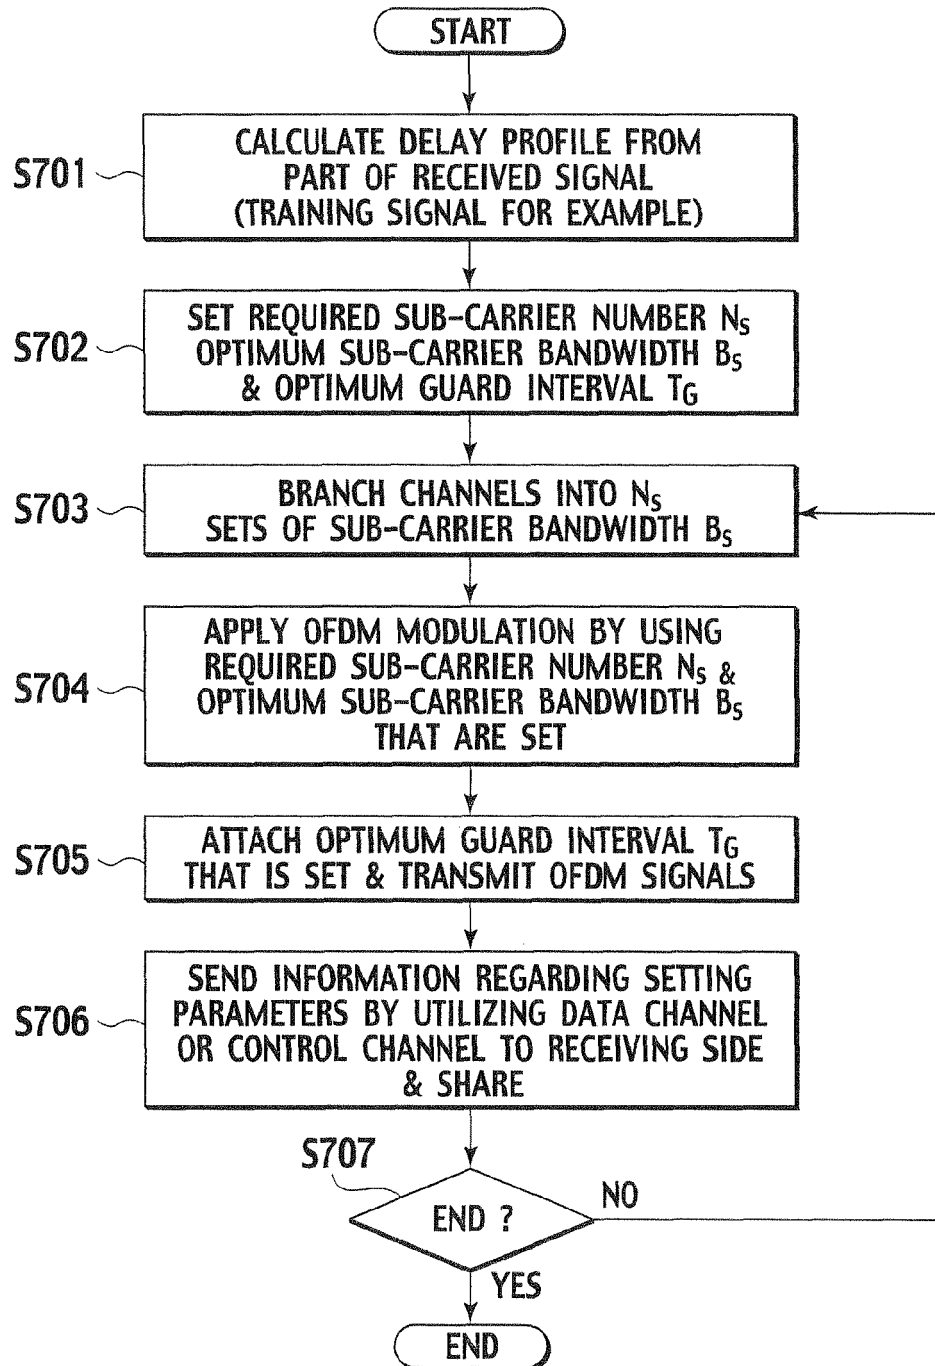 START
S701
CALCULATE DELAY PROFILE FROM
PART OF RECEIVED SIGNAL
(TRAINING SIGNAL FOR EXAMPLE)
S702
SET REQUIRED SUB-CARRIER NUMBER NS
OPTIMUM SUB-CARRIER BANDWIDTH BS
& OPTIMUM GUARD INTERVAL TG
S703
BRANCH CHANNELS INTO NS
SETS OF SUB-CARRIER BANDWIDTH BS
S704
APPLY OFDM MODULATION BY USING
REQUIRED SUB-CARRIER NUMBER NS &
OPTIMUM SUB-CARRIER BANDWIDTH BS
THAT ARE SET
S705
ATTACH OPTIMUM GUARD INTERVAL TG
THAT IS SET & TRANSMIT OFDM SIGNALS
S706
SEND INFORMATION REGARDING SETTING
PARAMETERS BY UTILIZING DATA CHANNEL
OR CONTROL CHANNEL TO RECEIVING SIDE
& SHARE
S707
END ?
NO
YES
END